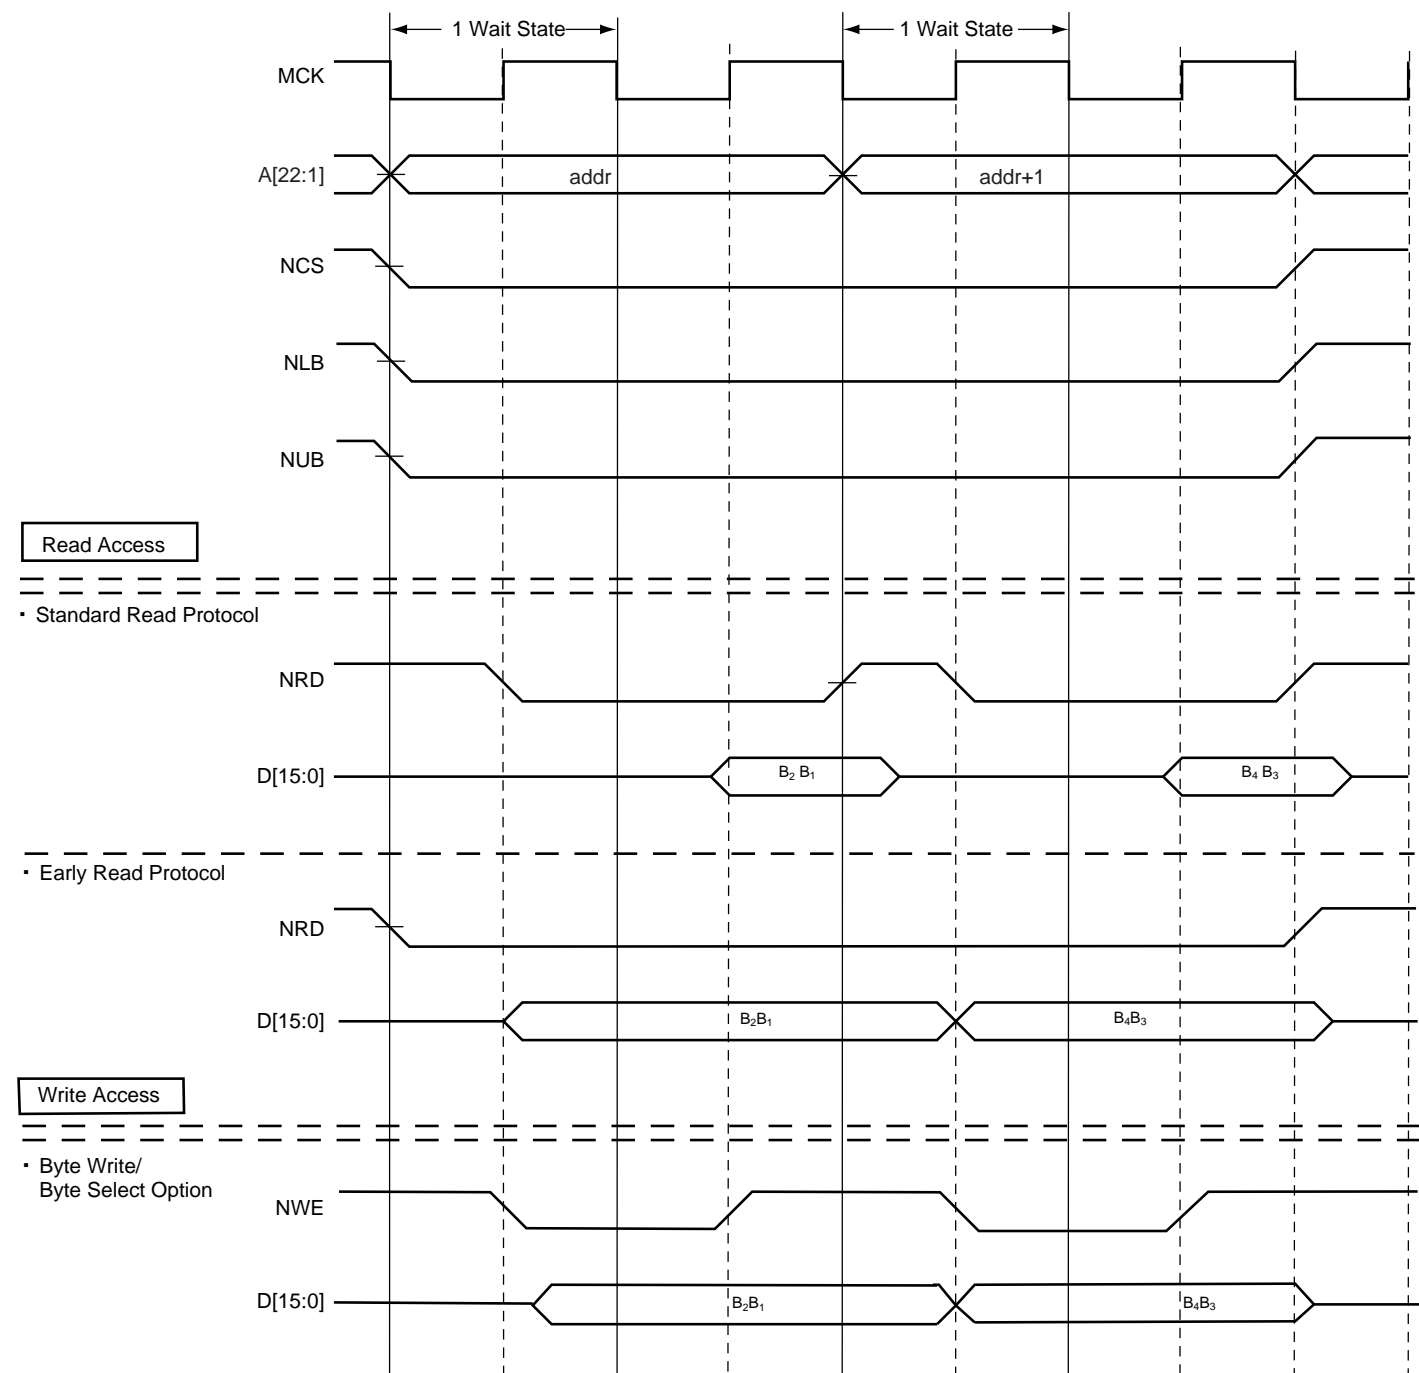 1 Wait State
1 Wait State
MCK
A[22:1]
addr
addr+1
NCS
NLB
NUB
Read Access
· Standard Read Protocol
NRD
D[15:0]
B2 B1
B4 B3
· Early Read Protocol
NRD
D[15:0]
B2B1
B4B3
Write Access
· Byte Write/
Byte Select Option
NWE
D[15:0]
B2B1
B4B3